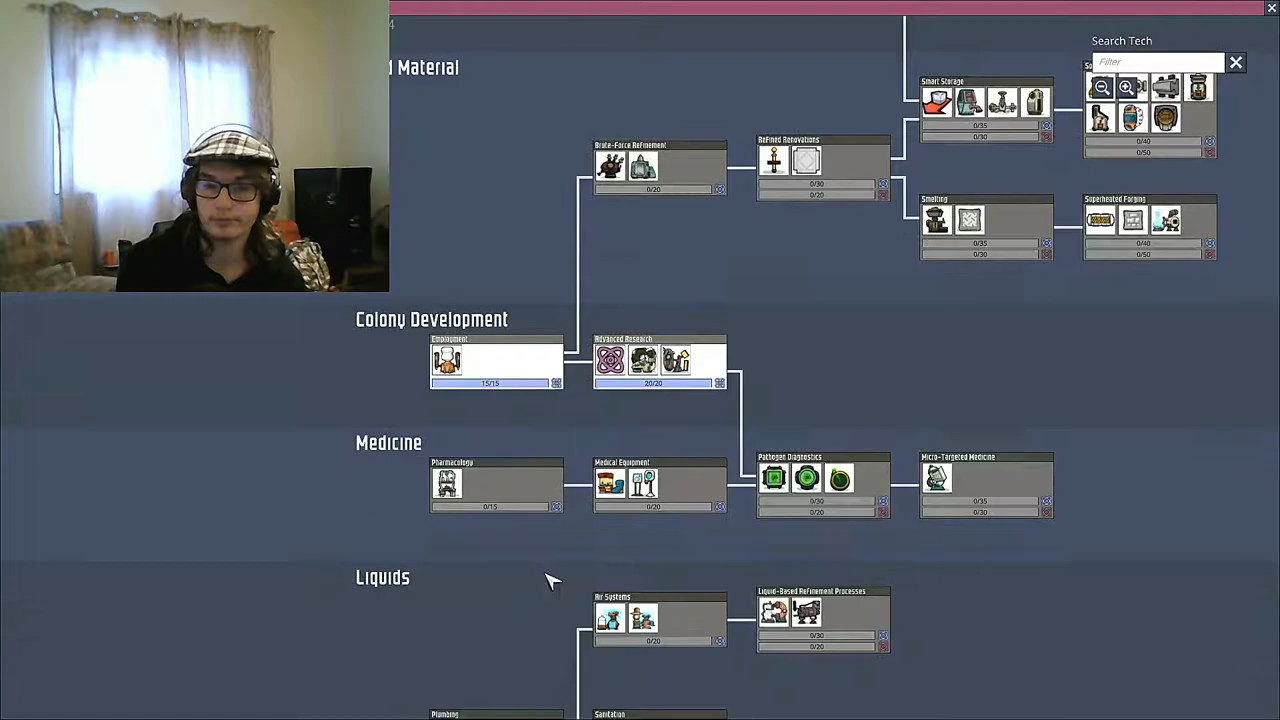 4
d Material
Search Tech
Filter
Smart Storage
0/35
0/30
0/40
0/50
Brute-Force Refinement
0/20
Refined Renovations
0/30
0/20
Smelting
0/35
0/30
Superheated Forging
0/40
0/50
Colony Development
Employment
15/15
Advanced Research
20/20
Medicine
Pharmacology
0/15
Medical Equipment
0/20
Pathogen Diagnostics
0/30
0/20
Micro-Targeted Medicine
0/35
0/30
Liquids
Air Systems
0/20
Liquid-Based Refinement Processes
0/30
0/20
Plumbing
Sanitation